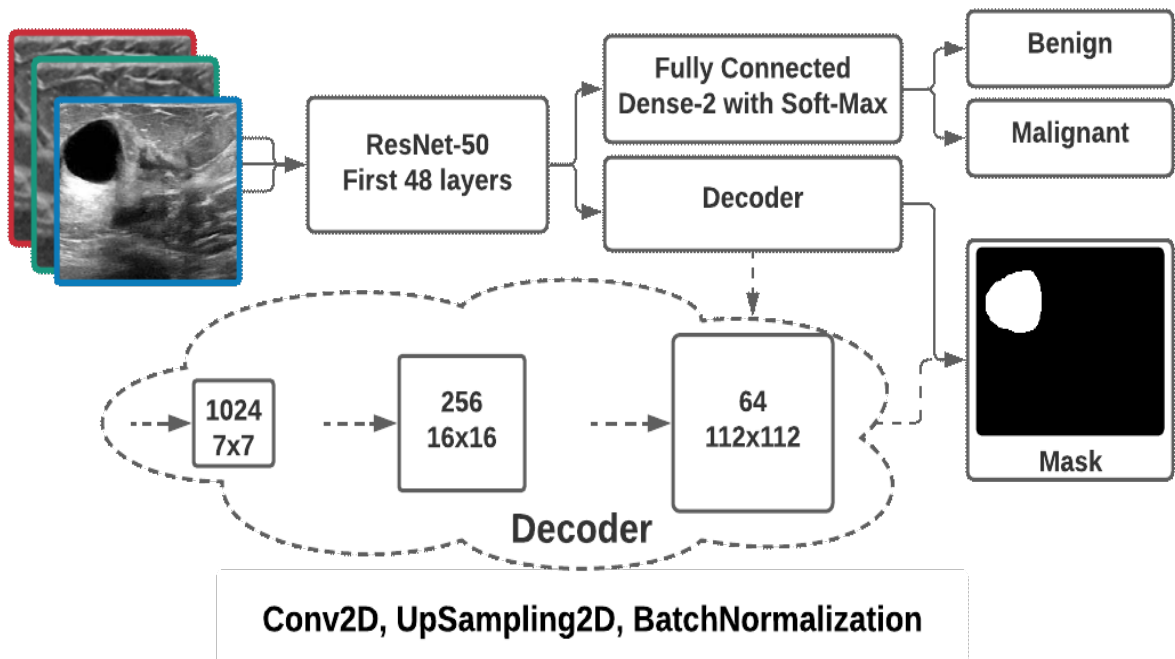 ResNet-50
First 48 layers
Fully Connected
Dense-2 with Soft-Max
Benign
Malignant
Decoder
1024
7x7
256
16x16
64
112x112
Mask
Decoder
Conv2D, UpSampling2D, BatchNormalization